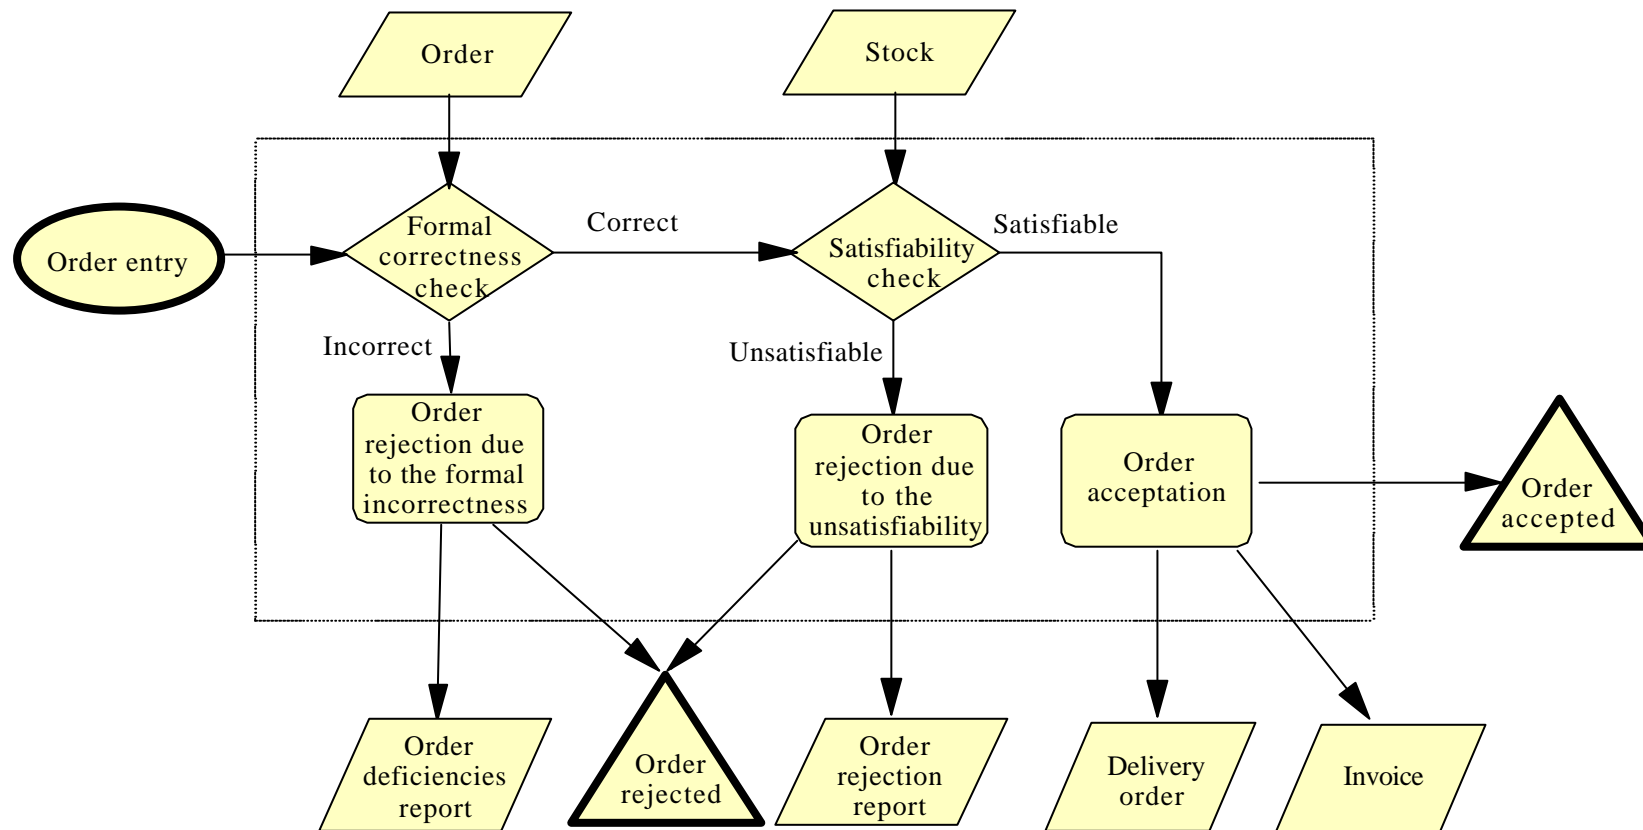 Order
Stock
Order entry
Formal
correctness
check
Correct
Satisfiability
check
Satisfiable
Incorrect
Unsatisfiable
Order
rejection due
to the formal
incorrectness
Order
rejection due
to the
unsatisfiability
Order
acceptation
Order
accepted
Order
deficiencies
report
Order
rejected
Order
rejection
report
Delivery
order
Invoice